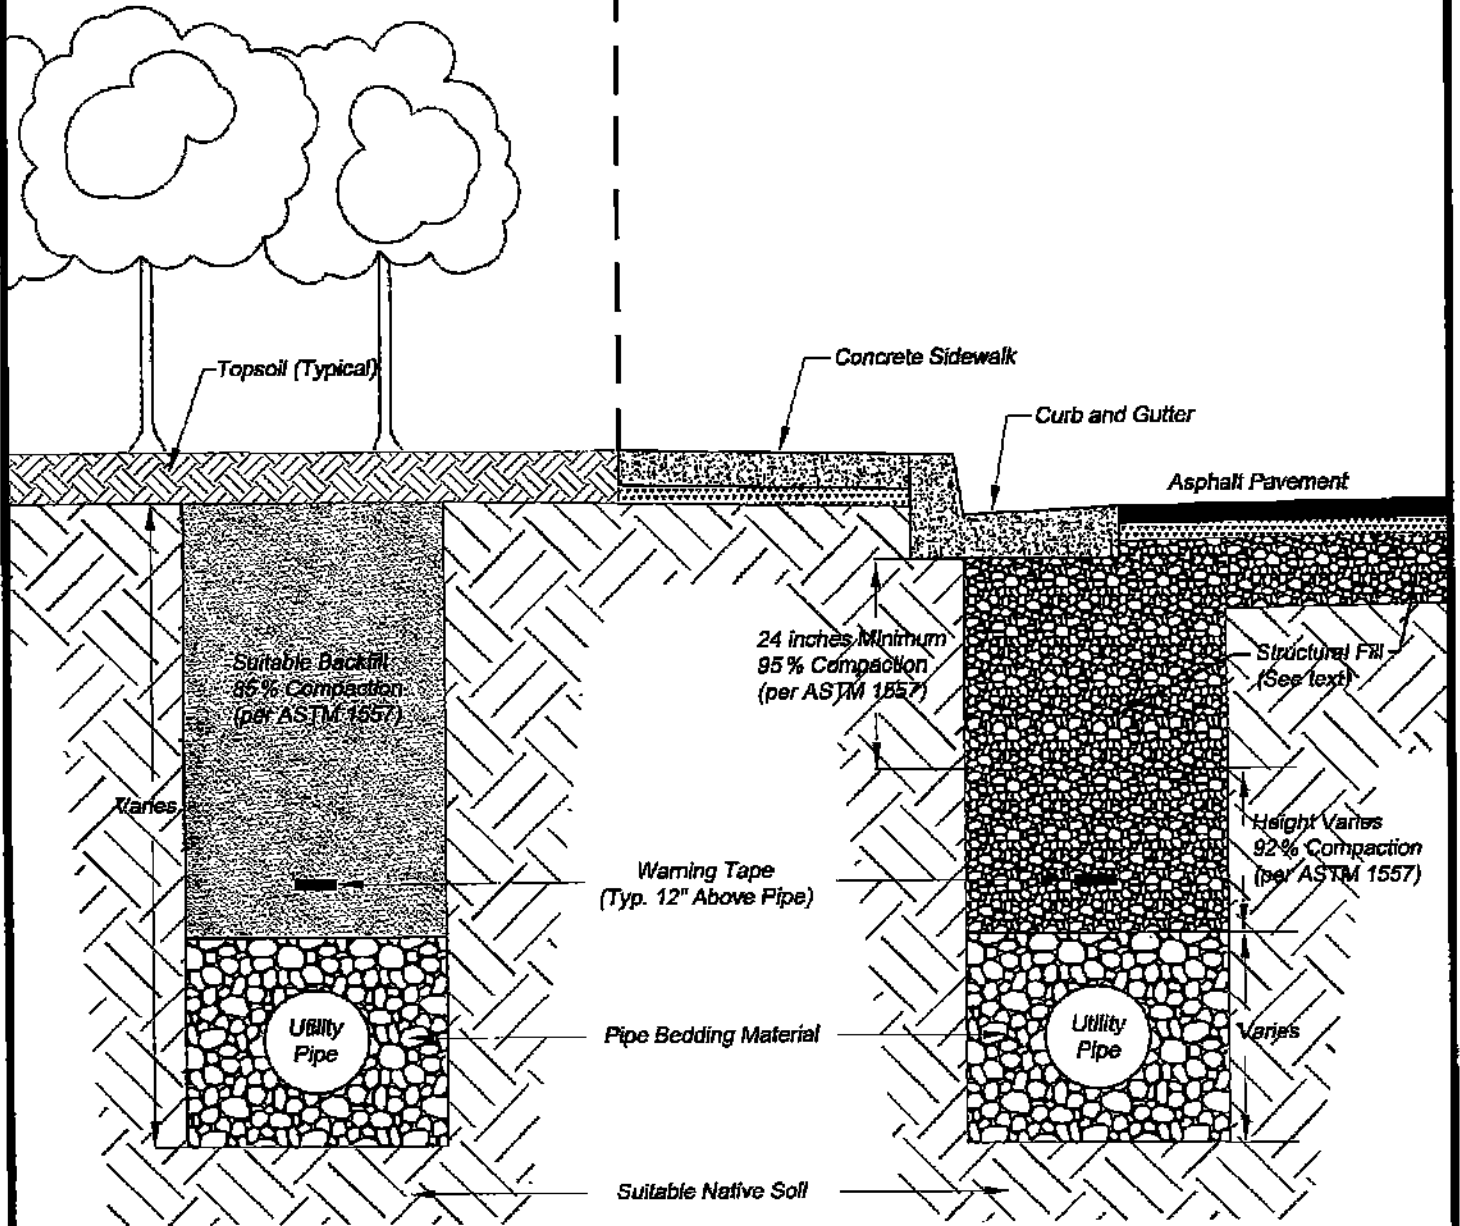 Topsoil (Typical)
Concrete Sidewalk
Curb and Gutter
Asphalt Pavement
24 inches Minimum
95% Compaction
(per ASTM 1557)
Structural Fill
(See text)
Suitable Backfill
85% Compaction
(per ASTM 1557)
Varies
Height Varies
92% Compaction
(per ASTM 1557)
Warning Tape
(Typ. 12" Above Pipe)
Utility
Pipe
Pipe Bedding Material
Utility
Pipe
Varies
Suitable Native Soil